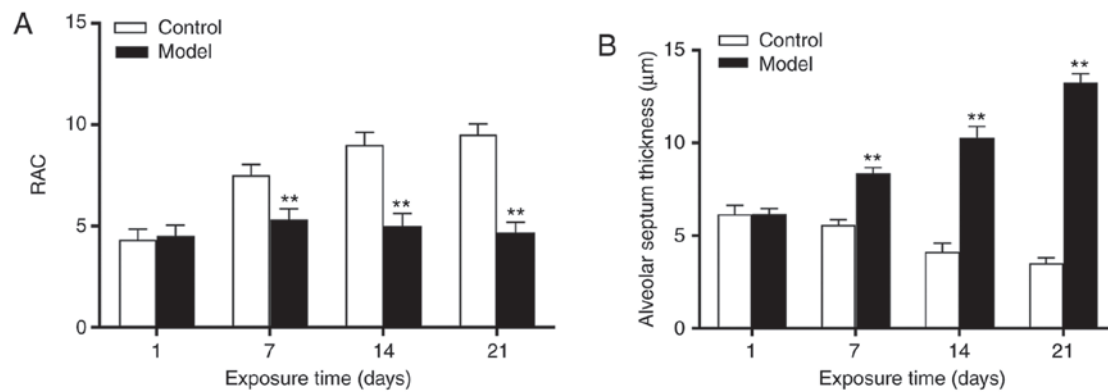 A
Control
Model
15
10
5
0
RAC
**
**
**
1 7 14 21
Exposure time (days)
B
Control
Model
15
10
5
0
Alveolar septum thickness (µm)
**
**
**
1 7 14 21
Exposure time (days)